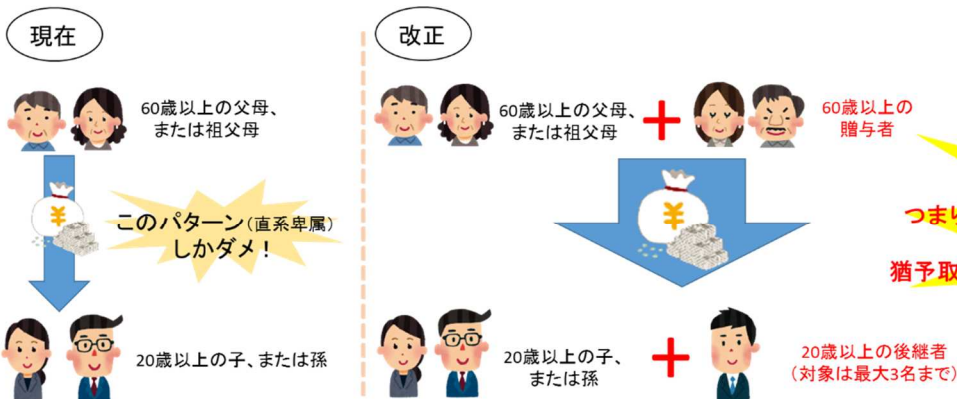 現在
60歳以上の父母、
または祖父母
¥
このパターン(直系卑属)
しかダメ!
20歳以上の子、または孫
改正
60歳以上の父母、
または祖父母
+
60歳以上の
贈与者
¥
つまり
猶予取
20歳以上の子、
または孫
+
20歳以上の後継者
(対象は最大3名まで)